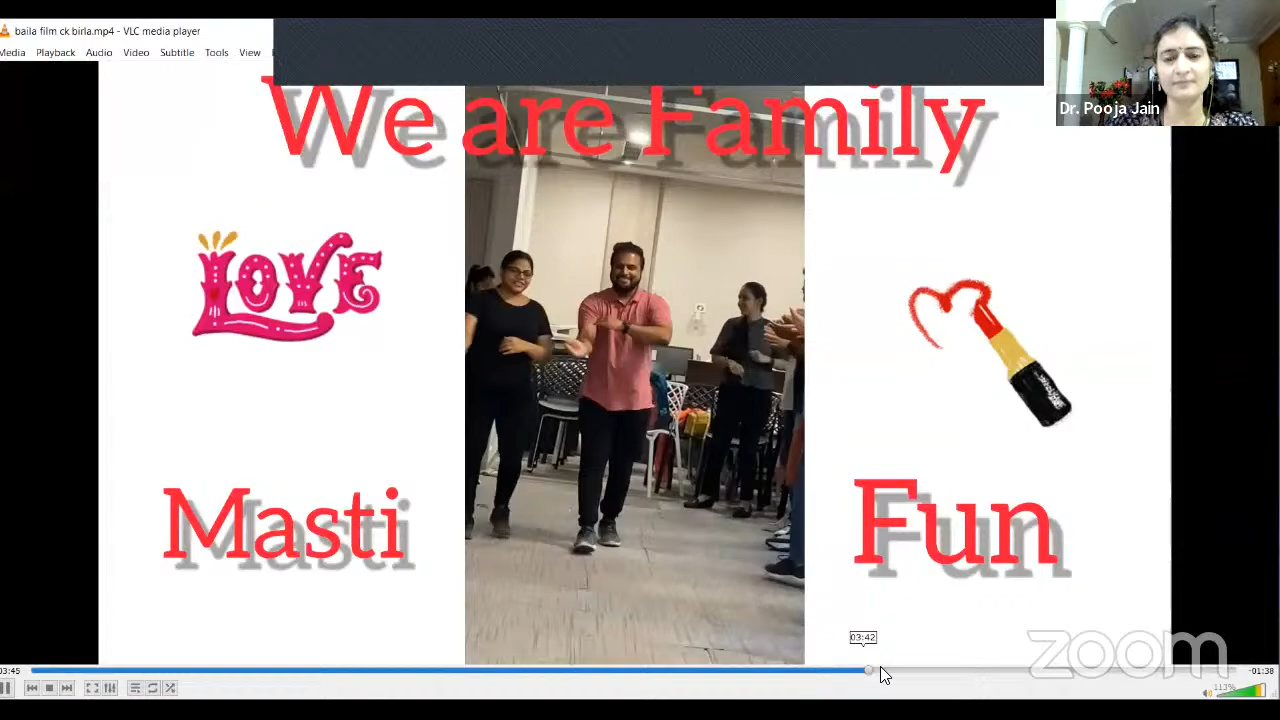 baila film ck birla.mp4 - VLC media player
Media Playback Audio Video Subtitle Tools View
Dr. Pooja Jain
We are Family
LOVE
Masti
Fun
03:42
zoom
03:45
-01:38
113%